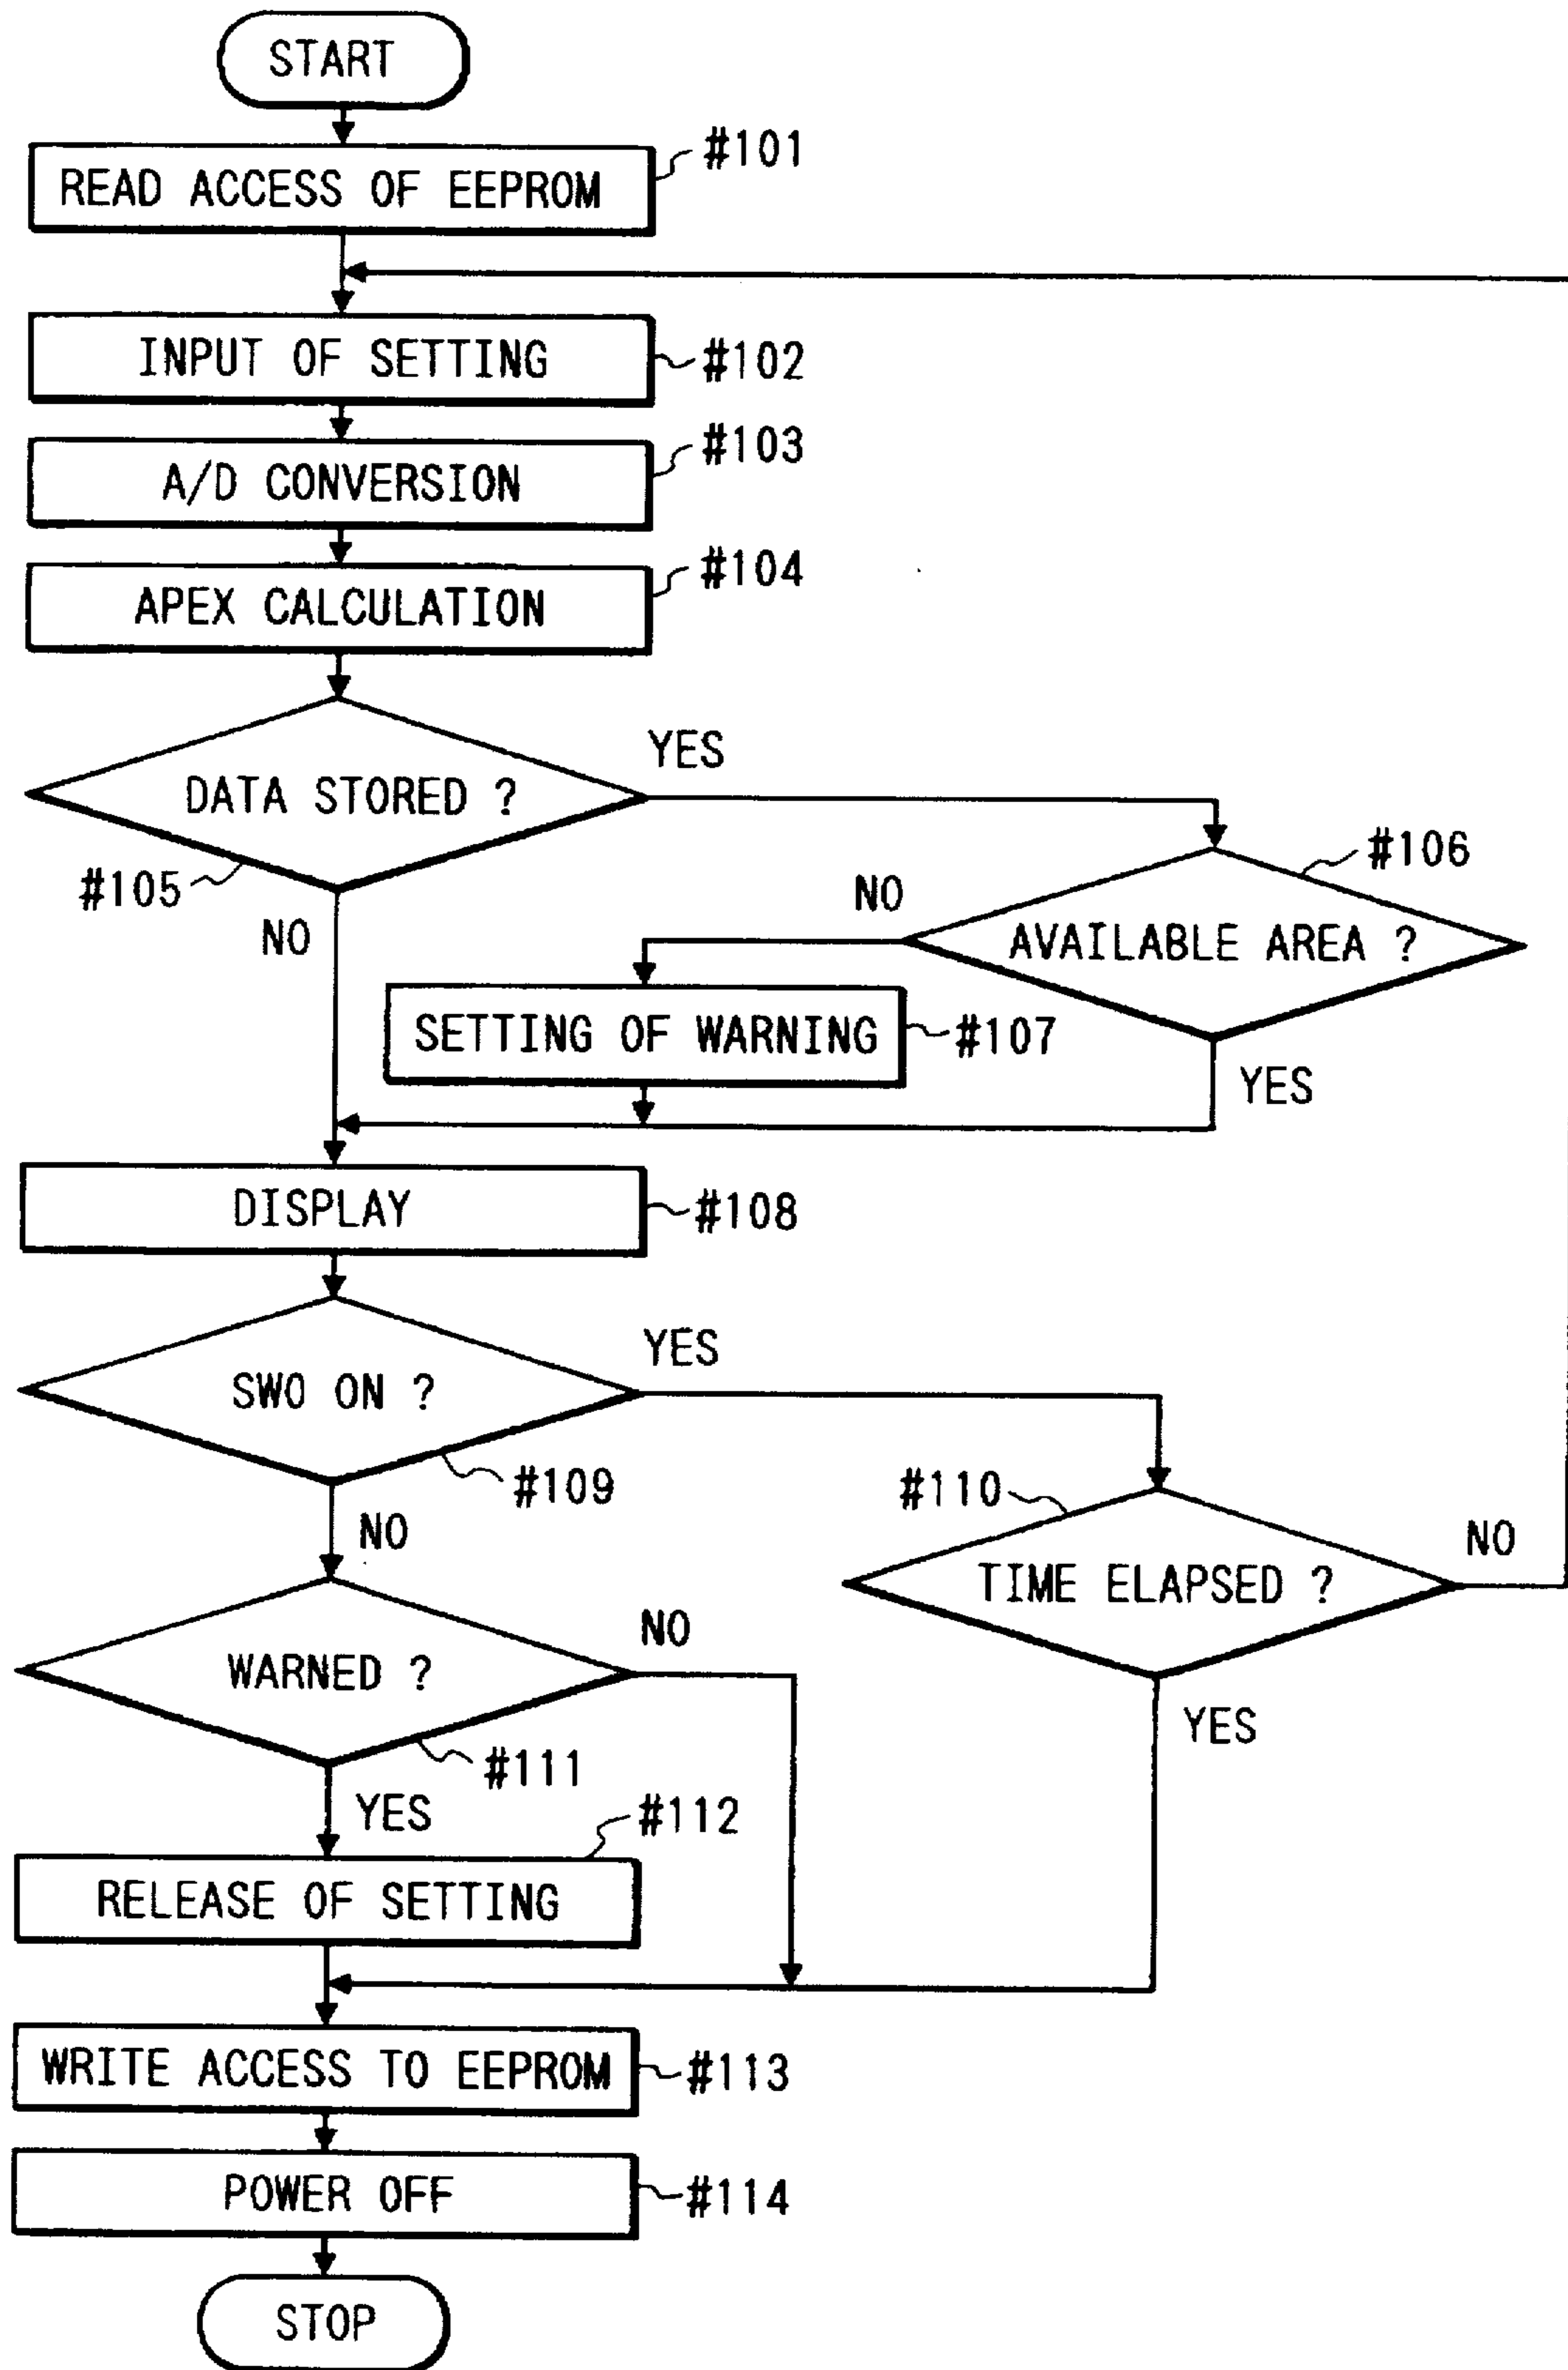 START
READ ACCESS OF EEPROM
#101
INPUT OF SETTING
#102
A/D CONVERSION
#103
APEX CALCULATION
#104
DATA STORED ?
YES
#105
NO
#106
AVAILABLE AREA ?
NO
SETTING OF WARNING
#107
YES
DISPLAY
#108
SW0 ON ?
YES
#109
NO
#110
TIME ELAPSED ?
NO
YES
WARNED ?
NO
#111
YES
#112
RELEASE OF SETTING
WRITE ACCESS TO EEPROM
#113
POWER OFF
#114
STOP